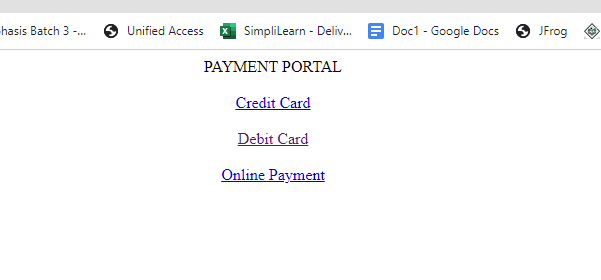 hasis Batch 3 -... Unified Access SimpliLearn - Deliv... Doc1 - Google Docs JFrog
PAYMENT PORTAL
Credit Card
Debit Card
Online Payment